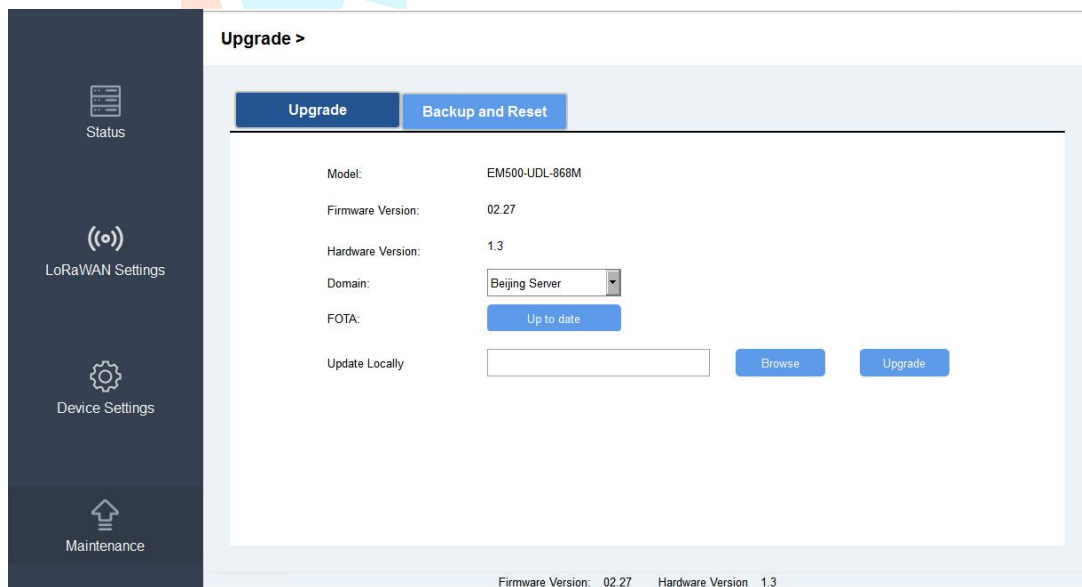 Upgrade >
Status
LoRaWAN Settings
Device Settings
Maintenance
Upgrade Backup and Reset
Model: EM500-UDL-868M
Firmware Version: 02.27
Hardware Version: 1.3
Domain: Beijing Server
FOTA: Up to date
Update Locally Browse Upgrade
Firmware Version: 02.27 Hardware Version 1.3